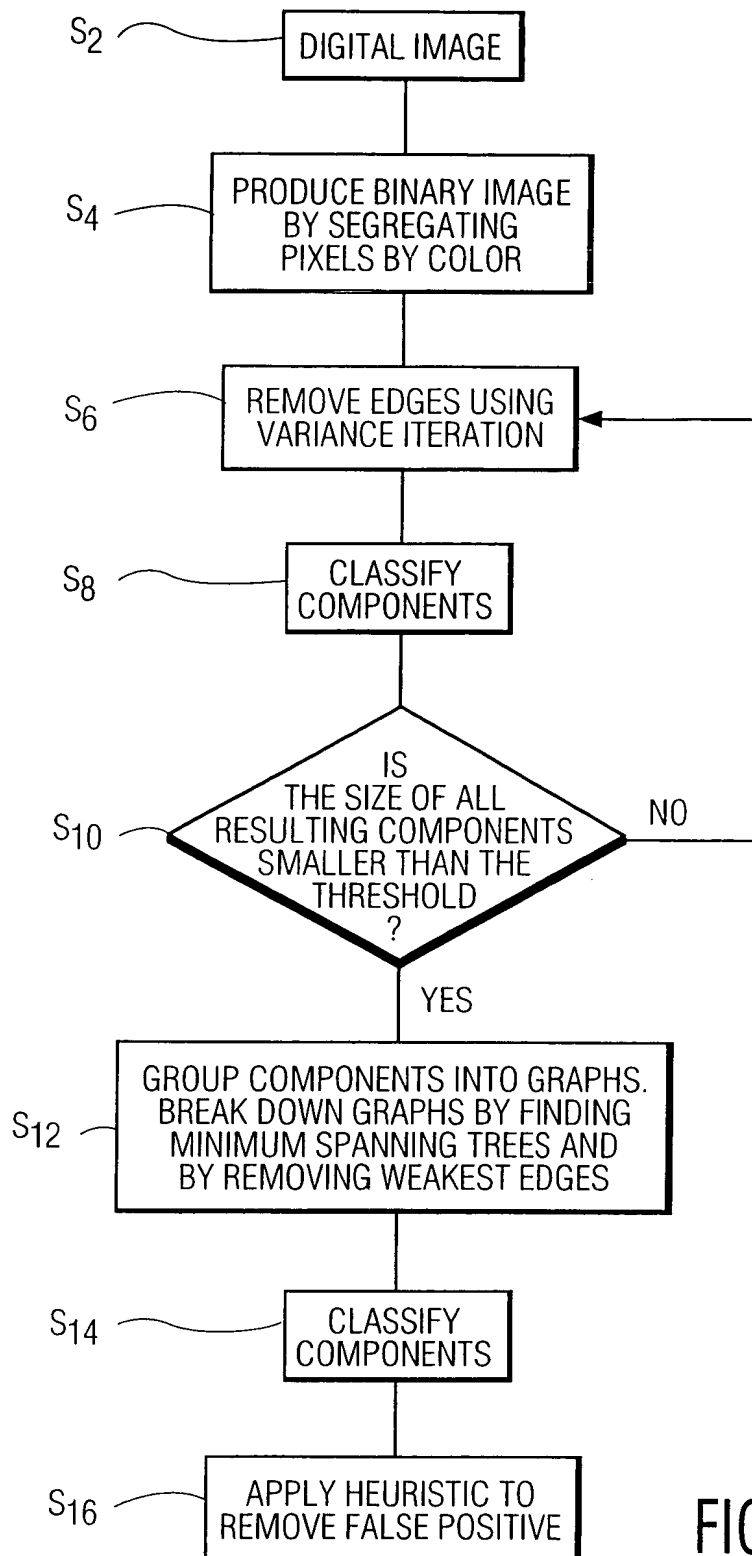 S2
DIGITAL IMAGE
S4
PRODUCE BINARY IMAGE
BY SEGREGATING
PIXELS BY COLOR
S6
REMOVE EDGES USING
VARIANCE ITERATION
S8
CLASSIFY
COMPONENTS
S10
IS
THE SIZE OF ALL
RESULTING COMPONENTS
SMALLER THAN THE
THRESHOLD
?
NO
YES
S12
GROUP COMPONENTS INTO GRAPHS.
BREAK DOWN GRAPHS BY FINDING
MINIMUM SPANNING TREES AND
BY REMOVING WEAKEST EDGES
S14
CLASSIFY
COMPONENTS
S16
APPLY HEURISTIC TO
REMOVE FALSE POSITIVE
FIG